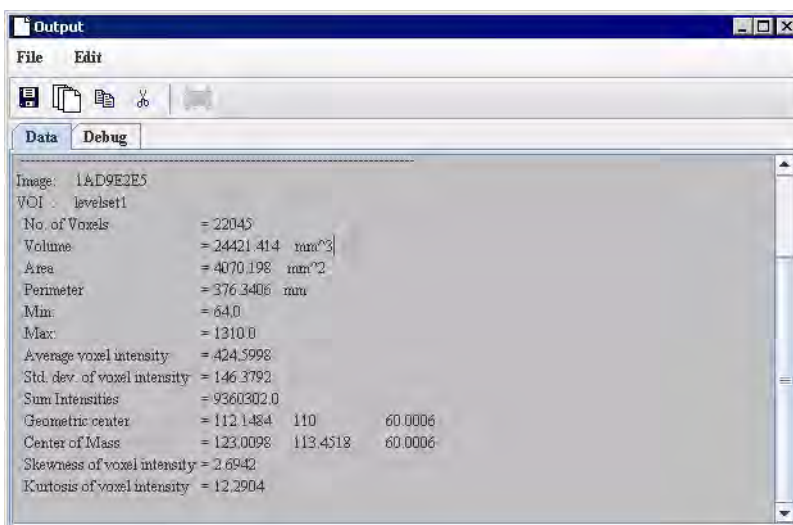 Output
File Edit
Data Debug
Image: 1AD9E2E5
VOI : levelset1
No. of Voxels = 22045
Volume = 24421.414 mm^3
Area = 4070.198 mm^2
Perimeter = 376.3406 mm
Min: = 64.0
Max: = 1310.0
Average voxel intensity = 424.5998
Std. dev. of voxel intensity = 146.3792
Sum Intensities = 9360302.0
Geometric center = 112.1484 110 60.0006
Center of Mass = 123.0098 113.4518 60.0006
Skewness of voxel intensity = 2.6942
Kurtosis of voxel intensity = 12.2904